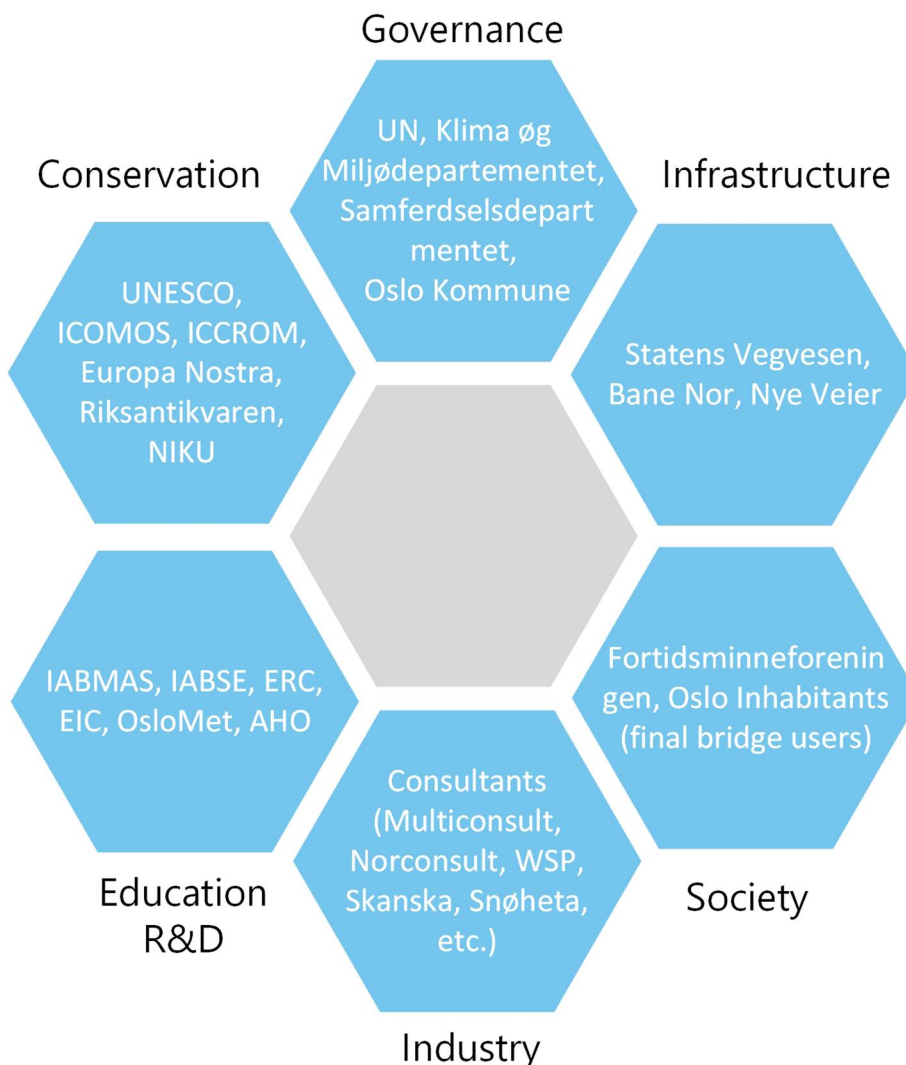 Governance
UN, Klima øg
Miljødepartementet,
Samferdselsdepart
mentet,
Oslo Kommune
Conservation
UNESCO,
ICOMOS, ICCROM,
Europa Nostra,
Riksantikvaren,
NIKU
Infrastructure
Statens Vegvesen,
Bane Nor, Nye Veier
IABMAS, IABSE, ERC,
EIC, OsloMet, AHO
Education
R&D
Fortidsminneforenin
gen, Oslo Inhabitants
(final bridge users)
Society
Consultants
(Multiconsult,
Norconsult, WSP,
Skanska, Snøheta,
etc.)
Industry